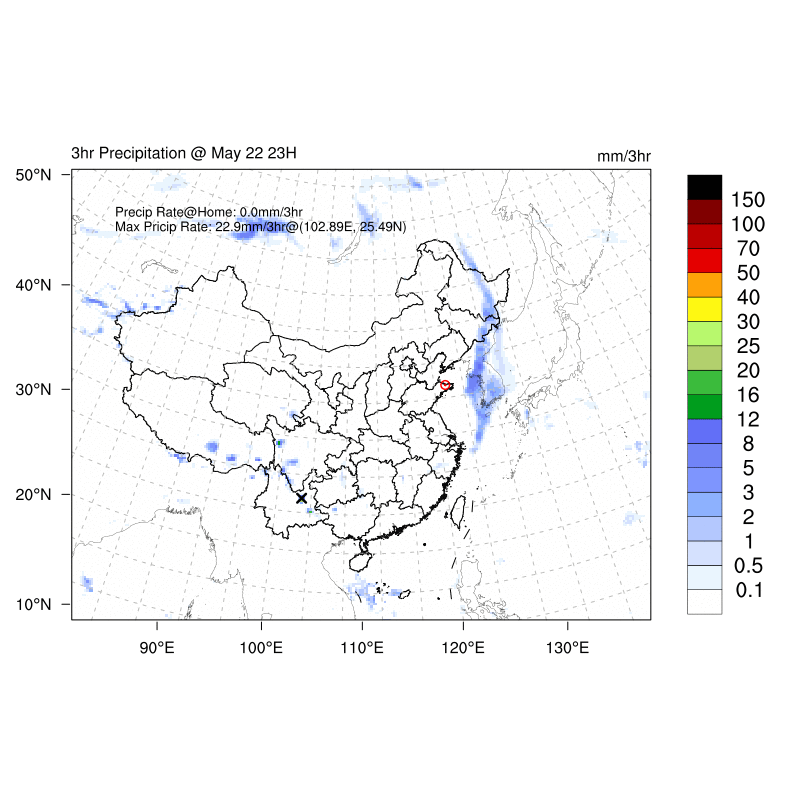 3hr Precipitation @ May 22 23H
mm/3hr
Precip Rate@Home: 0.0mm/3hr
Max Pricip Rate: 22.9mm/3hr@(102.89E, 25.49N)
50°N
40°N
30°N
20°N
10°N
90°E
100°E
110°E
120°E
130°E
150
100
70
50
40
30
25
20
16
12
8
5
3
2
1
0.5
0.1